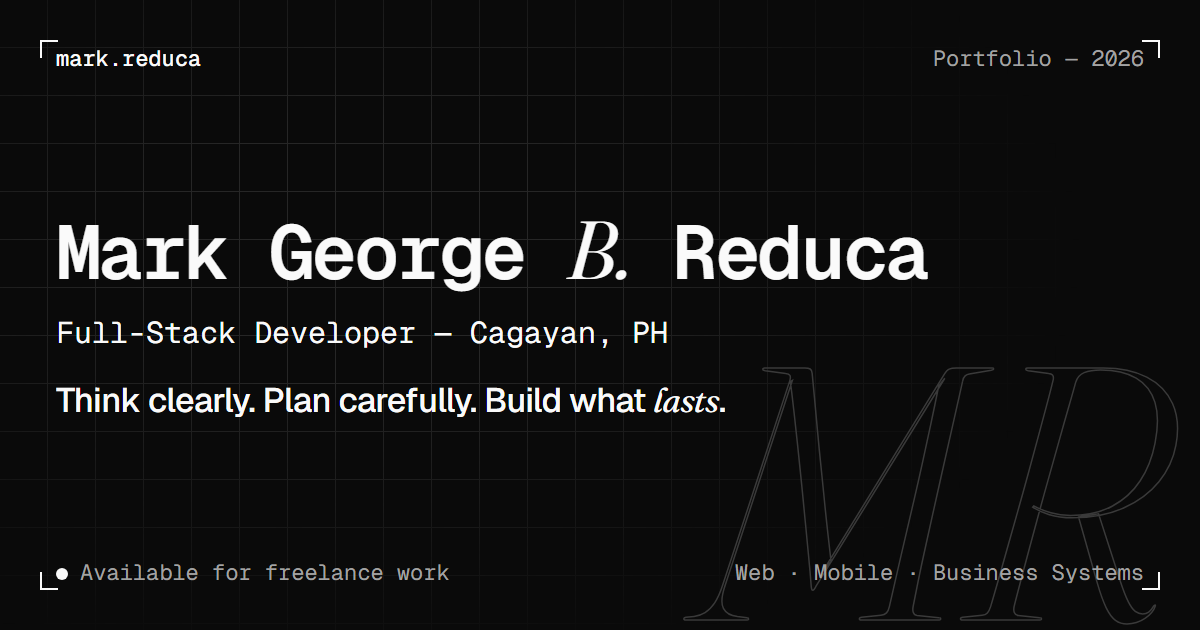 mark.reduca
Portfolio — 2026
Mark George B. Reduca
Full-Stack Developer — Cagayan, PH
Think clearly. Plan carefully. Build what lasts.
MR
Available for freelance work
Web · Mobile · Business Systems